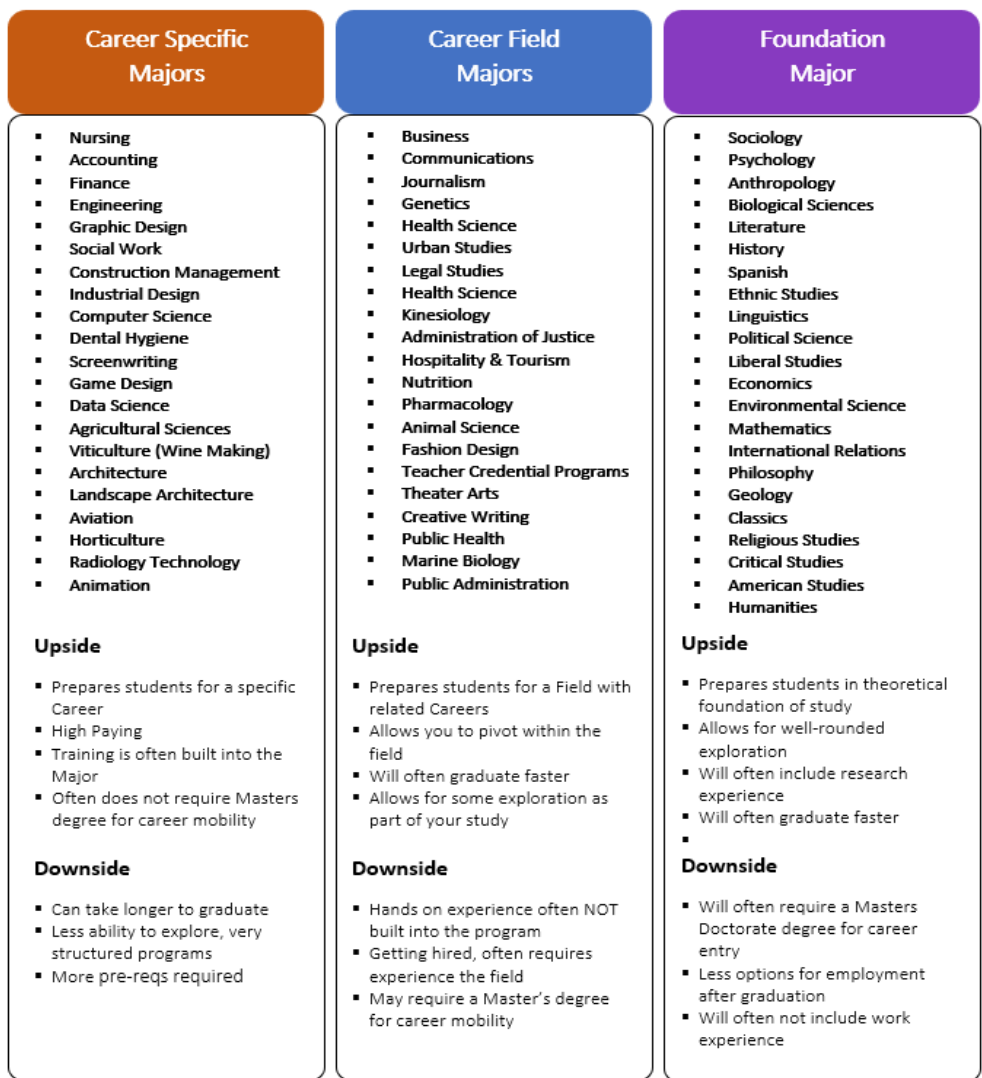 Career Specific
Majors
▪ Nursing
▪ Accounting
▪ Finance
▪ Engineering
▪ Graphic Design
▪ Social Work
▪ Construction Management
▪ Industrial Design
▪ Computer Science
▪ Dental Hygiene
▪ Screenwriting
▪ Game Design
▪ Data Science
▪ Agricultural Sciences
▪ Viticulture (Wine Making)
▪ Architecture
▪ Landscape Architecture
▪ Aviation
▪ Horticulture
▪ Radiology Technology
▪ Animation
Upside
▪ Prepares students for a specific
Career
▪ High Paying
▪ Training is often built into the
Major
▪ Often does not require Masters
degree for career mobility
Downside
▪ Can take longer to graduate
▪ Less ability to explore, very
structured programs
▪ More pre-reqs required
Career Field
Majors
▪ Business
▪ Communications
▪ Journalism
▪ Genetics
▪ Health Science
▪ Urban Studies
▪ Legal Studies
▪ Health Science
▪ Kinesiology
▪ Administration of Justice
▪ Hospitality & Tourism
▪ Nutrition
▪ Pharmacology
▪ Animal Science
▪ Fashion Design
▪ Teacher Credential Programs
▪ Theater Arts
▪ Creative Writing
▪ Public Health
▪ Marine Biology
▪ Public Administration
Upside
▪ Prepares students for a Field with
related Careers
▪ Allows you to pivot within the
field
▪ Will often graduate faster
▪ Allows for some exploration as
part of your study
Downside
▪ Hands on experience often NOT
built into the program
▪ Getting hired, often requires
experience the field
▪ May require a Master’s degree
for career mobility
Foundation
Major
▪ Sociology
▪ Psychology
▪ Anthropology
▪ Biological Sciences
▪ Literature
▪ History
▪ Spanish
▪ Ethnic Studies
▪ Linguistics
▪ Political Science
▪ Liberal Studies
▪ Economics
▪ Environmental Science
▪ Mathematics
▪ International Relations
▪ Philosophy
▪ Geology
▪ Classics
▪ Religious Studies
▪ Critical Studies
▪ American Studies
▪ Humanities
Upside
▪ Prepares students in theoretical
foundation of study
▪ Allows for well-rounded
exploration
▪ Will often include research
experience
▪ Will often graduate faster
▪
Downside
▪ Will often require a Masters
Doctorate degree for career
entry
▪ Less options for employment
after graduation
▪ Will often not include work
experience